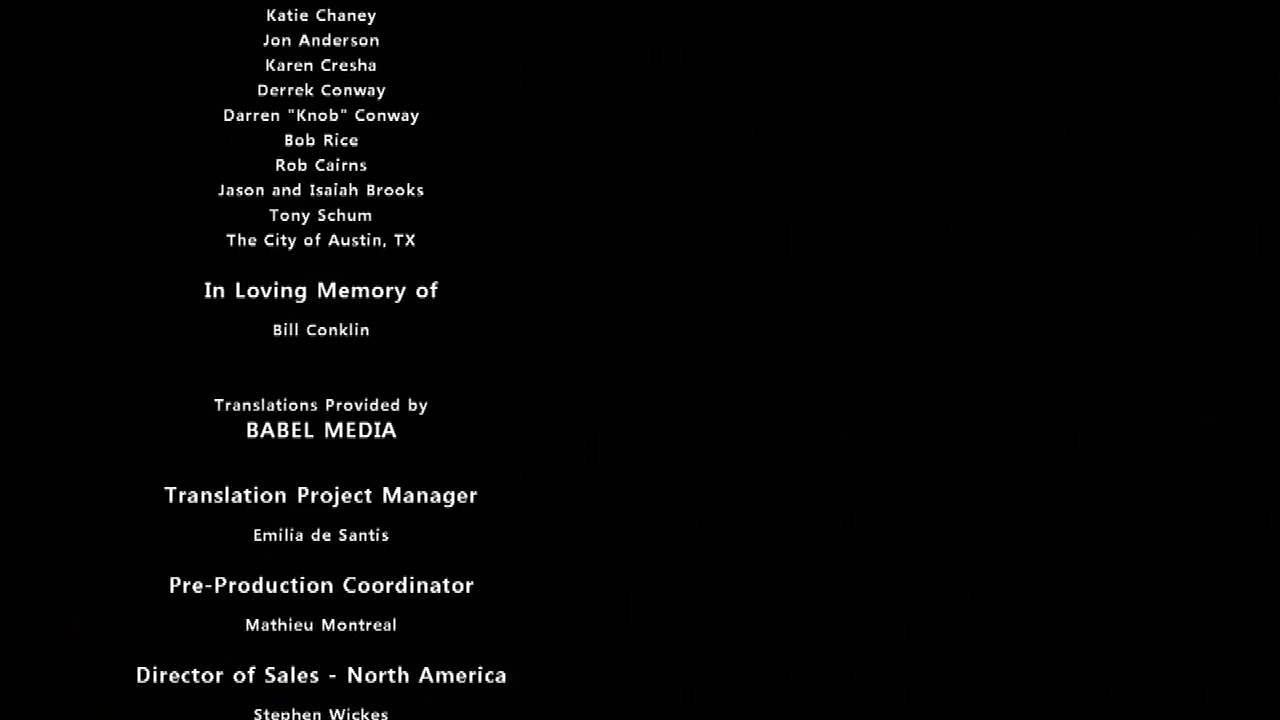 Katie Chaney
Jon Anderson
Karen Cresha
Derrek Conway
Darren "Knob" Conway
Bob Rice
Rob Cairns
Jason and Isaiah Brooks
Tony Schum
The City of Austin, TX
In Loving Memory of
Bill Conklin
Translations Provided by
BABEL MEDIA
Translation Project Manager
Emilia de Santis
Pre-Production Coordinator
Mathieu Montreal
Director of Sales - North America
Stephen Wickes